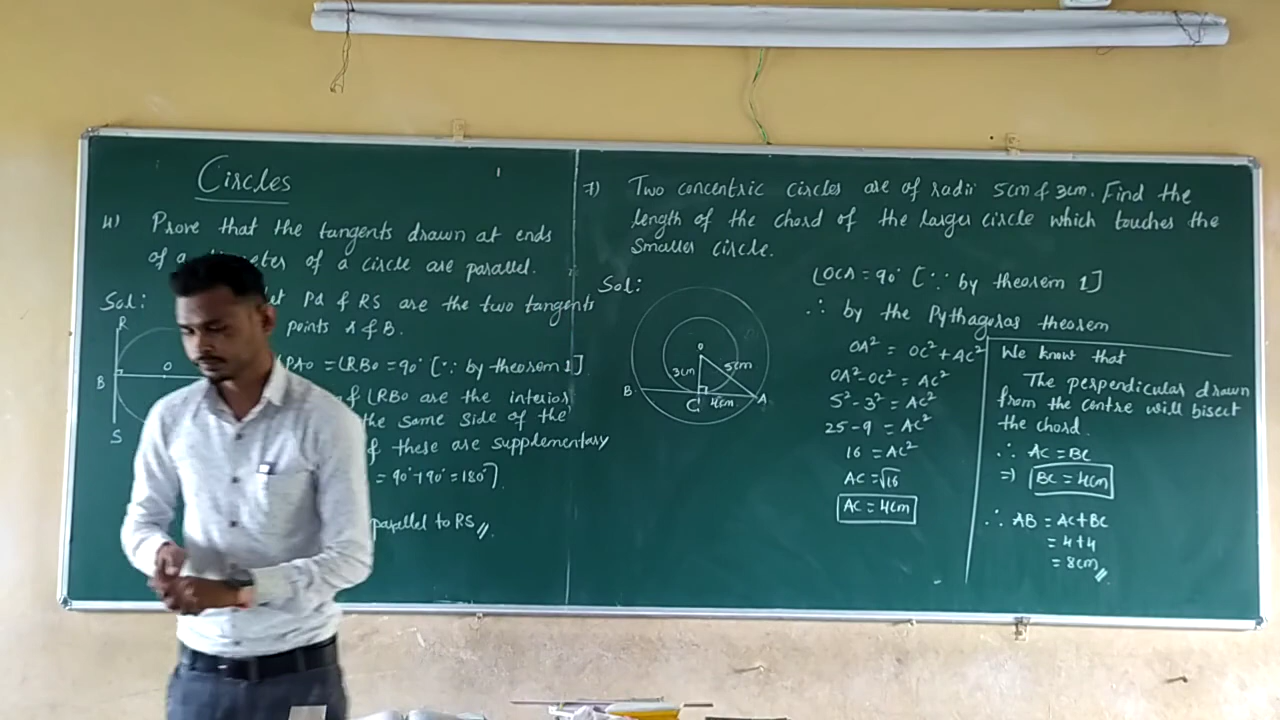 Circles
4) Prove that the tangents drawn at ends
of a of a circle are parallel.
Sol: PQ & RS are the two tangents
points A & B.
R
B
O
S
∠PAO = ∠RBO = 90° [∵ by theorem 1]
& ∠RBO are the interior
the same side of the
& these are supplementary
= 90°+90°=180°].
parallel to RS//.
7) Two concentric circles are of radii 5cm & 3cm. Find the
length of the chord of the larger circle which touches the
smaller circle.
Sol:
O
3cm
5cm
B
C
4cm
A
∠OCA = 90° [∵ by theorem 1]
∴ by the Pythagoras theorem
OA² = OC² + AC²
OA²-OC² = AC²
5²-3² = AC²
25-9 = AC²
16 = AC²
AC = √16
AC = 4cm
We know that
The perpendicular drawn
from the centre will bisect
the chord.
∴ AC = BC
⇒ BC = 4cm
∴ AB = AC+BC
= 4+4
= 8cm//